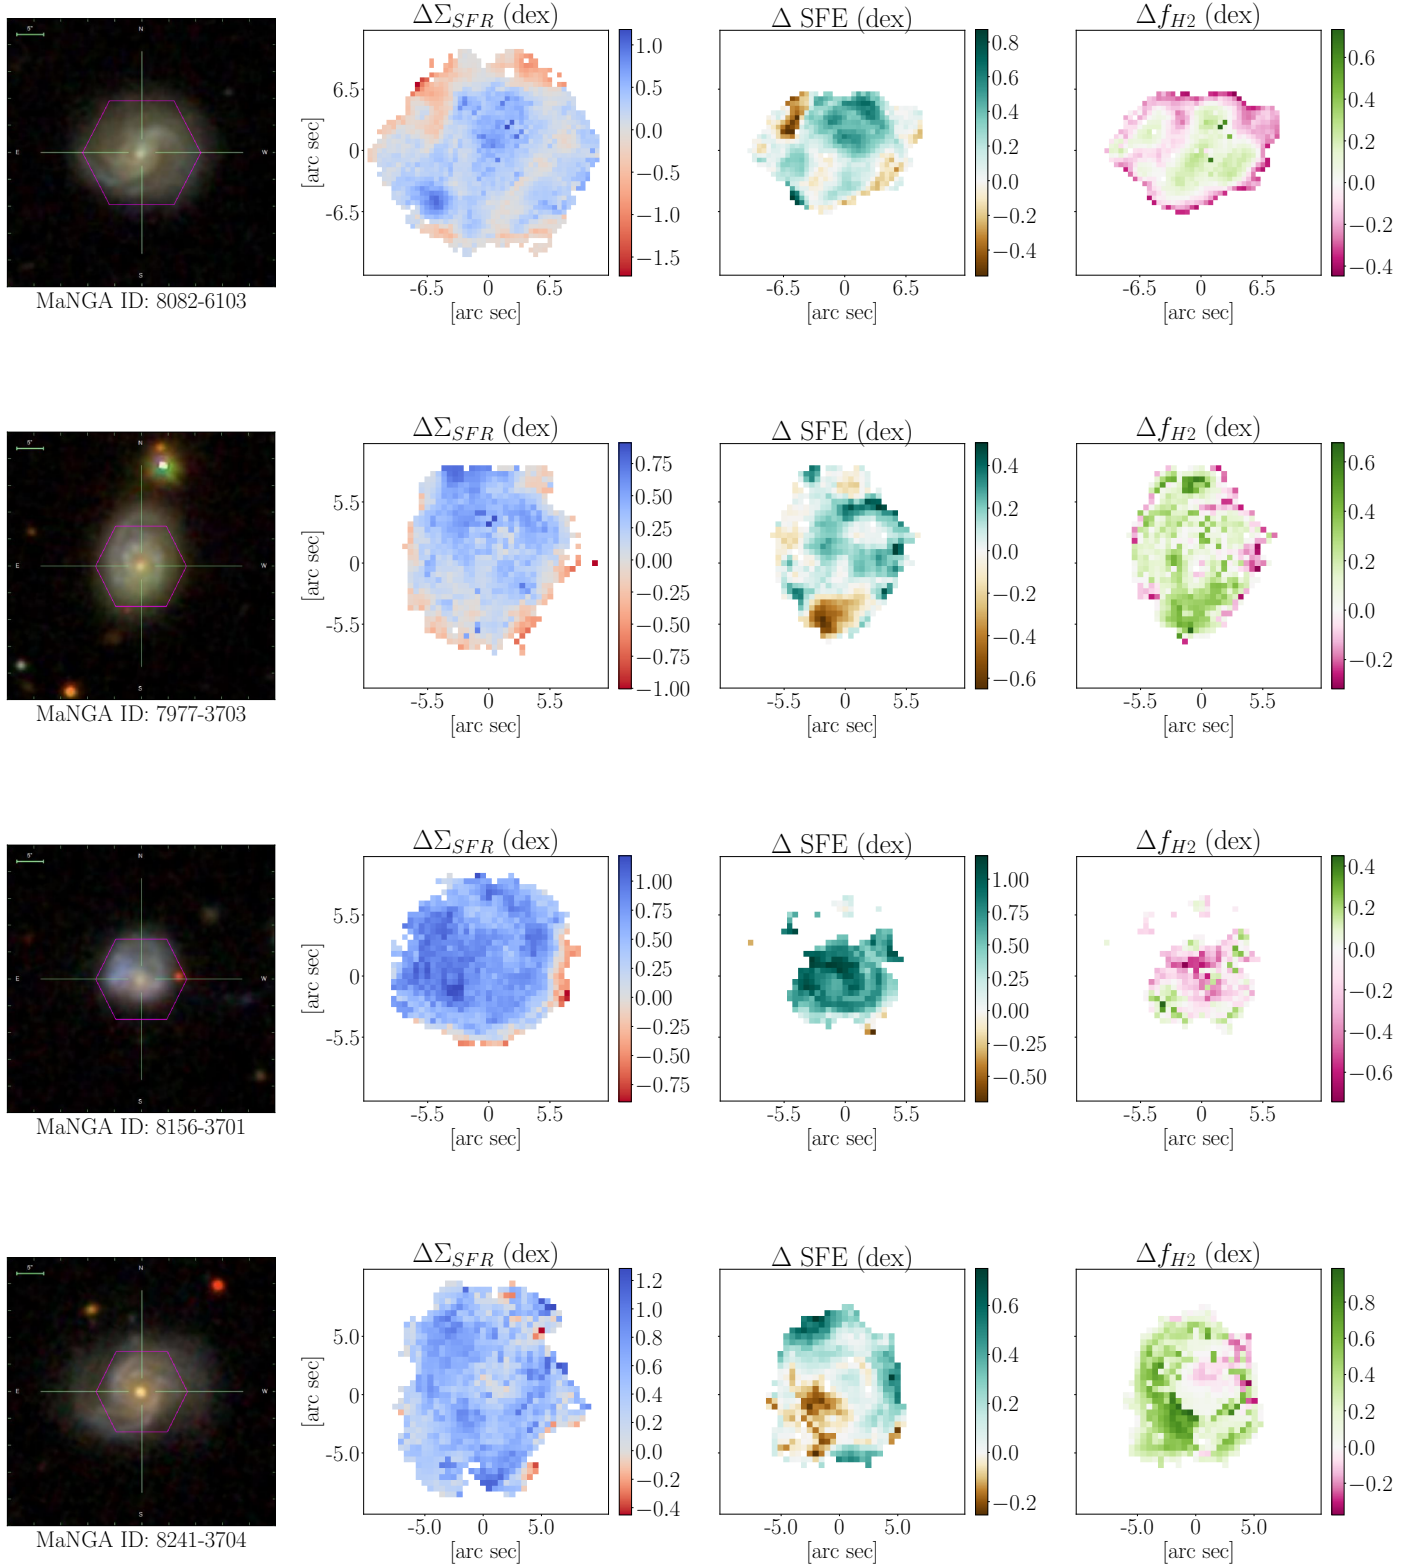 ΔΣSFR (dex)
Δ SFE (dex)
ΔfH2 (dex)
5"
N
E
W
S
MaNGA ID: 8082-6103
[arc sec]
6.5
0
-6.5
-6.5 0 6.5
[arc sec]
1.0
0.5
0.0
−0.5
−1.0
−1.5
-6.5 0 6.5
[arc sec]
0.8
0.6
0.4
0.2
0.0
−0.2
−0.4
-6.5 0 6.5
[arc sec]
0.6
0.4
0.2
0.0
−0.2
−0.4
ΔΣSFR (dex)
Δ SFE (dex)
ΔfH2 (dex)
5"
N
E
W
S
MaNGA ID: 7977-3703
[arc sec]
5.5
0
-5.5
-5.5 0 5.5
[arc sec]
0.75
0.50
0.25
0.00
−0.25
−0.50
−0.75
−1.00
-5.5 0 5.5
[arc sec]
0.4
0.2
0.0
−0.2
−0.4
−0.6
-5.5 0 5.5
[arc sec]
0.6
0.4
0.2
0.0
−0.2
ΔΣSFR (dex)
Δ SFE (dex)
ΔfH2 (dex)
5"
N
E
W
S
MaNGA ID: 8156-3701
[arc sec]
5.5
0
-5.5
-5.5 0 5.5
[arc sec]
1.00
0.75
0.50
0.25
0.00
−0.25
−0.50
−0.75
-5.5 0 5.5
[arc sec]
1.00
0.75
0.50
0.25
0.00
−0.25
−0.50
-5.5 0 5.5
[arc sec]
0.4
0.2
0.0
−0.2
−0.4
−0.6
ΔΣSFR (dex)
Δ SFE (dex)
ΔfH2 (dex)
5"
N
E
W
S
MaNGA ID: 8241-3704
[arc sec]
5.0
0
-5.0
-5.0 0 5.0
[arc sec]
1.2
1.0
0.8
0.6
0.4
0.2
0.0
−0.2
−0.4
-5.0 0 5.0
[arc sec]
0.6
0.4
0.2
0.0
−0.2
-5.0 0 5.0
[arc sec]
0.8
0.6
0.4
0.2
0.0
−0.2